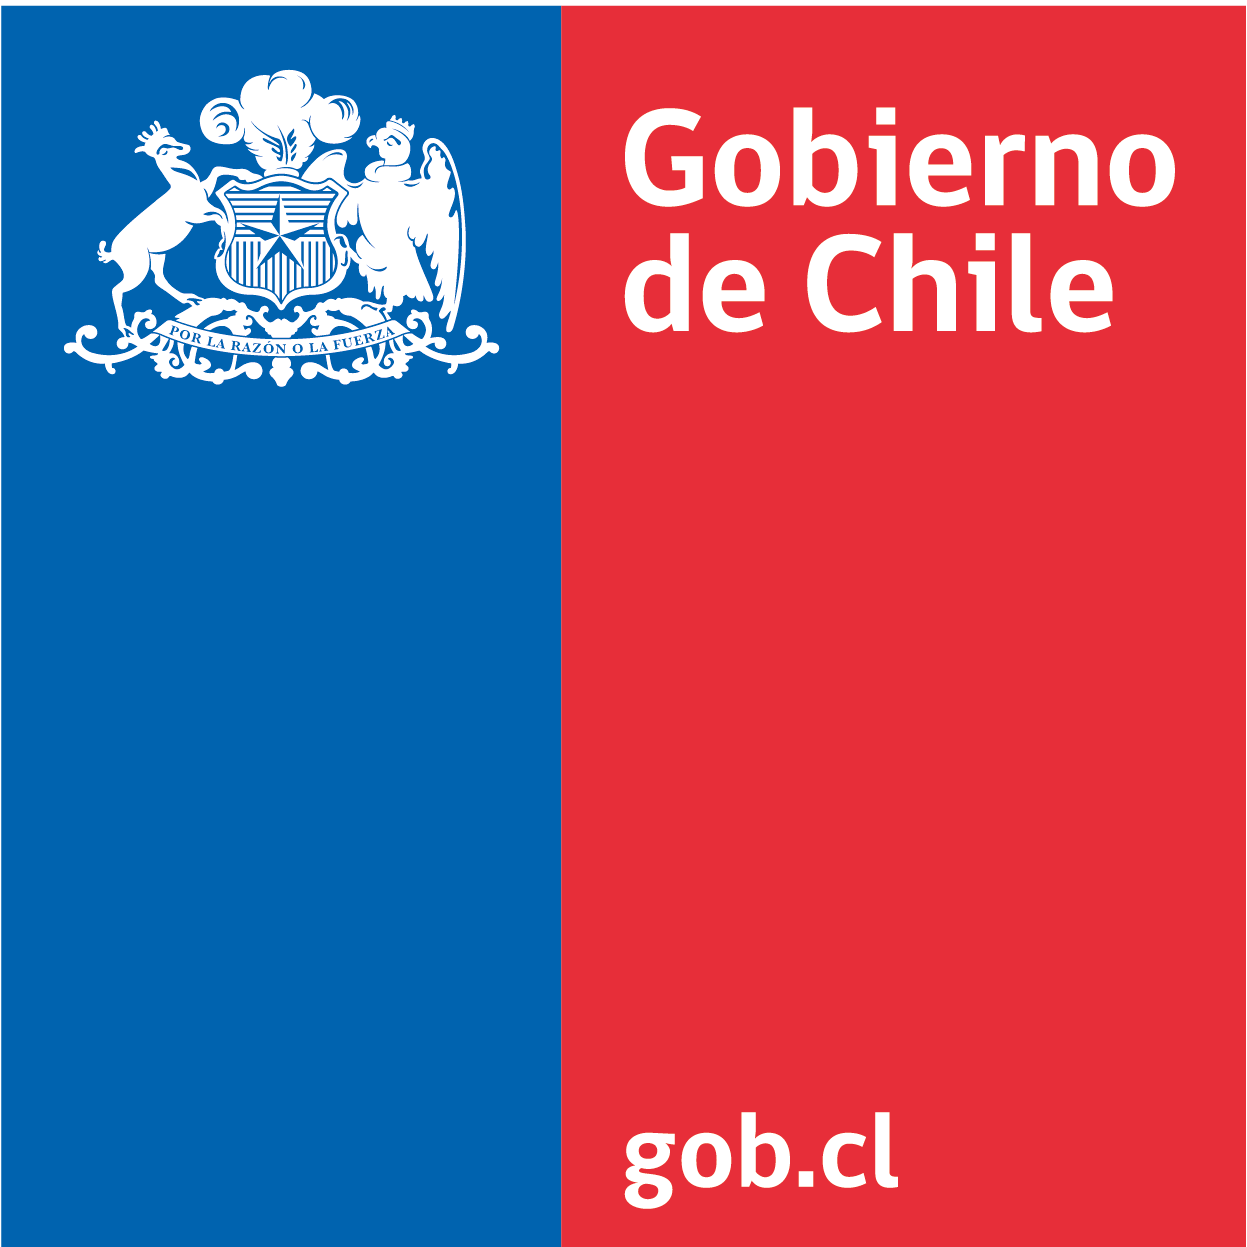 POR LA RAZÓN O LA FUERZA
Gobierno
de Chile
gob.cl